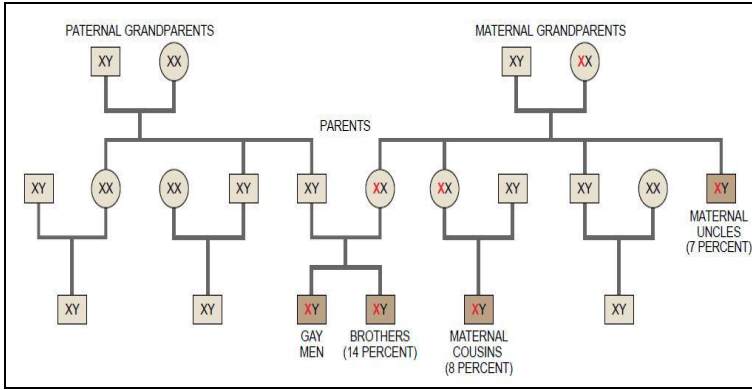 PATERNAL GRANDPARENTS
MATERNAL GRANDPARENTS
XY XX XY XX
PARENTS
XY XX XX XY XY XX XX XY XY XX XY
MATERNAL
UNCLES
(7 PERCENT)
XY XY XY XY XY XY
GAY
MEN
BROTHERS
(14 PERCENT)
MATERNAL
COUSINS
(8 PERCENT)